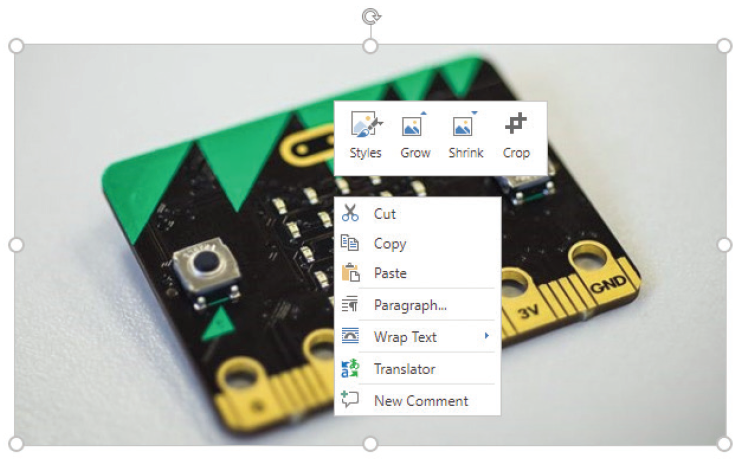 Styles Grow Shrink Crop
Cut
Copy
Paste
Paragraph...
Wrap Text
Translator
New Comment
3V
GND